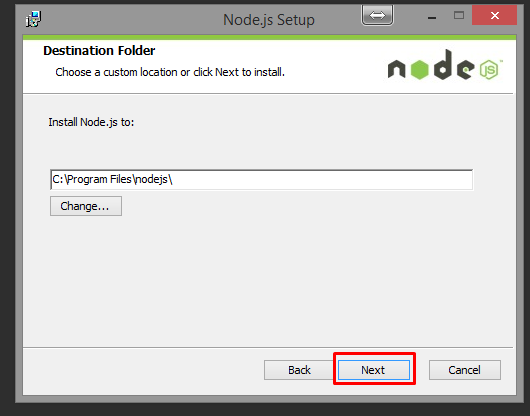 Node.js Setup
Destination Folder
Choose a custom location or click Next to install.
node JS
Install Node.js to:
C:\Program Files\nodejs\
Change...
Back
Next
Cancel